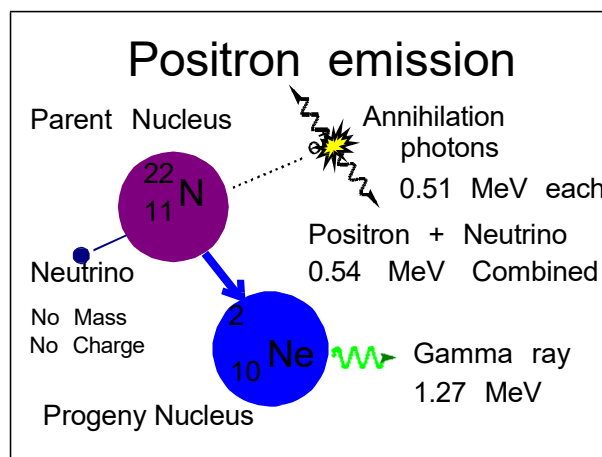 Positron emission
Parent Nucleus
Annihilation
photons
0.51 MeV each
22
11 N
Positron + Neutrino
0.54 MeV Combined
Neutrino
No Mass
No Charge
2
10 Ne
Gamma ray
1.27 MeV
Progeny Nucleus